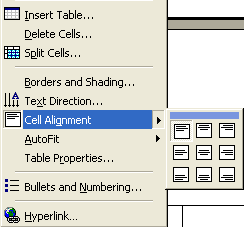 Insert Table...
Delete Cells...
Split Cells...
Borders and Shading...
Text Direction...
Cell Alignment
AutoFit
Table Properties...
Bullets and Numbering...
Hyperlink...